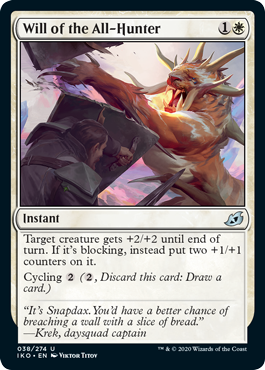 Will of the All-Hunter 1
Instant
Target creature gets +2/+2 until end of
turn. If it's blocking, instead put two +1/+1
counters on it.
Cycling 2 (2, Discard this card: Draw a
card.)
"It's Snapdax. You'd have a better chance of
breaching a wall with a slice of bread."
—Krek, daysquad captain
038/274 U
IKO • EN Viktor Titov
™ & © 2020 Wizards of the Coast